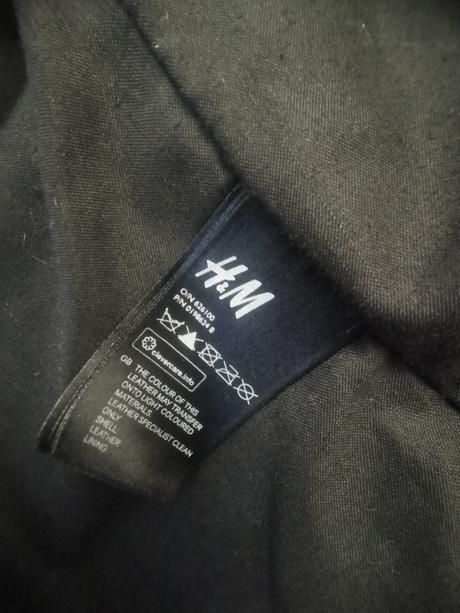 H&M
O/N 626100
P/N 0198624 8
clevercare.info
GB THE COLOUR OF THIS
LEATHER MAY TRANSFER
ONTO LIGHT COLOURED
MATERIALS.
LEATHER SPECIALIST CLEAN
ONLY
SHELL
LEATHER
LINING